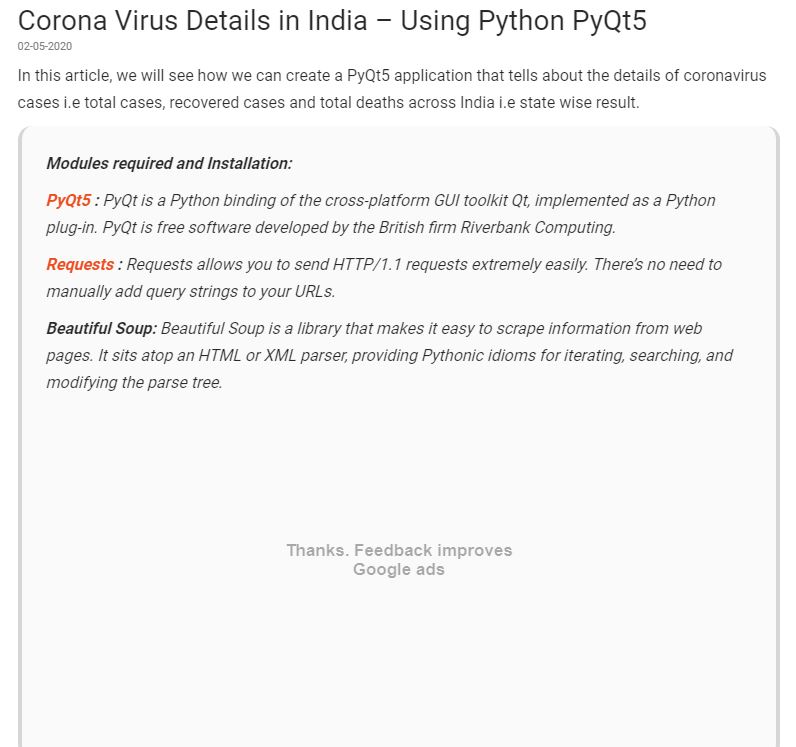 Corona Virus Details in India – Using Python PyQt5
02-05-2020
In this article, we will see how we can create a PyQt5 application that tells about the details of coronavirus
cases i.e total cases, recovered cases and total deaths across India i.e state wise result.
Modules required and Installation:
PyQt5 : PyQt is a Python binding of the cross-platform GUI toolkit Qt, implemented as a Python
plug-in. PyQt is free software developed by the British firm Riverbank Computing.
Requests : Requests allows you to send HTTP/1.1 requests extremely easily. There’s no need to
manually add query strings to your URLs.
Beautiful Soup: Beautiful Soup is a library that makes it easy to scrape information from web
pages. It sits atop an HTML or XML parser, providing Pythonic idioms for iterating, searching, and
modifying the parse tree.
Thanks. Feedback improves
Google ads